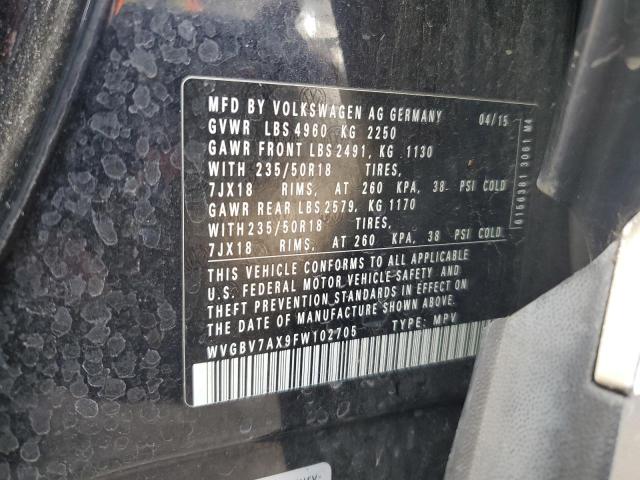 MFD BY VOLKSWAGEN AG GERMANY 04/15
GVWR LBS 4960 KG 2250
GAWR FRONT LBS 2491, KG 1130
WITH 235/50R18 TIRES,
7JX18 RIMS, AT 260 KPA, 38 PSI COLD
GAWR REAR LBS 2579, KG 1170
WITH 235/50R18 TIRES,
7JX18 RIMS, AT 260 KPA, 38 PSI COLD
THIS VEHICLE CONFORMS TO ALL APPLICABLE
U.S. FEDERAL MOTOR VEHICLE SAFETY AND
THEFT PREVENTION STANDARDS IN EFFECT ON
THE DATE OF MANUFACTURE SHOWN ABOVE.
WVGBV7AX9FW102705 TYPE: MPV
0156381 3061 M4